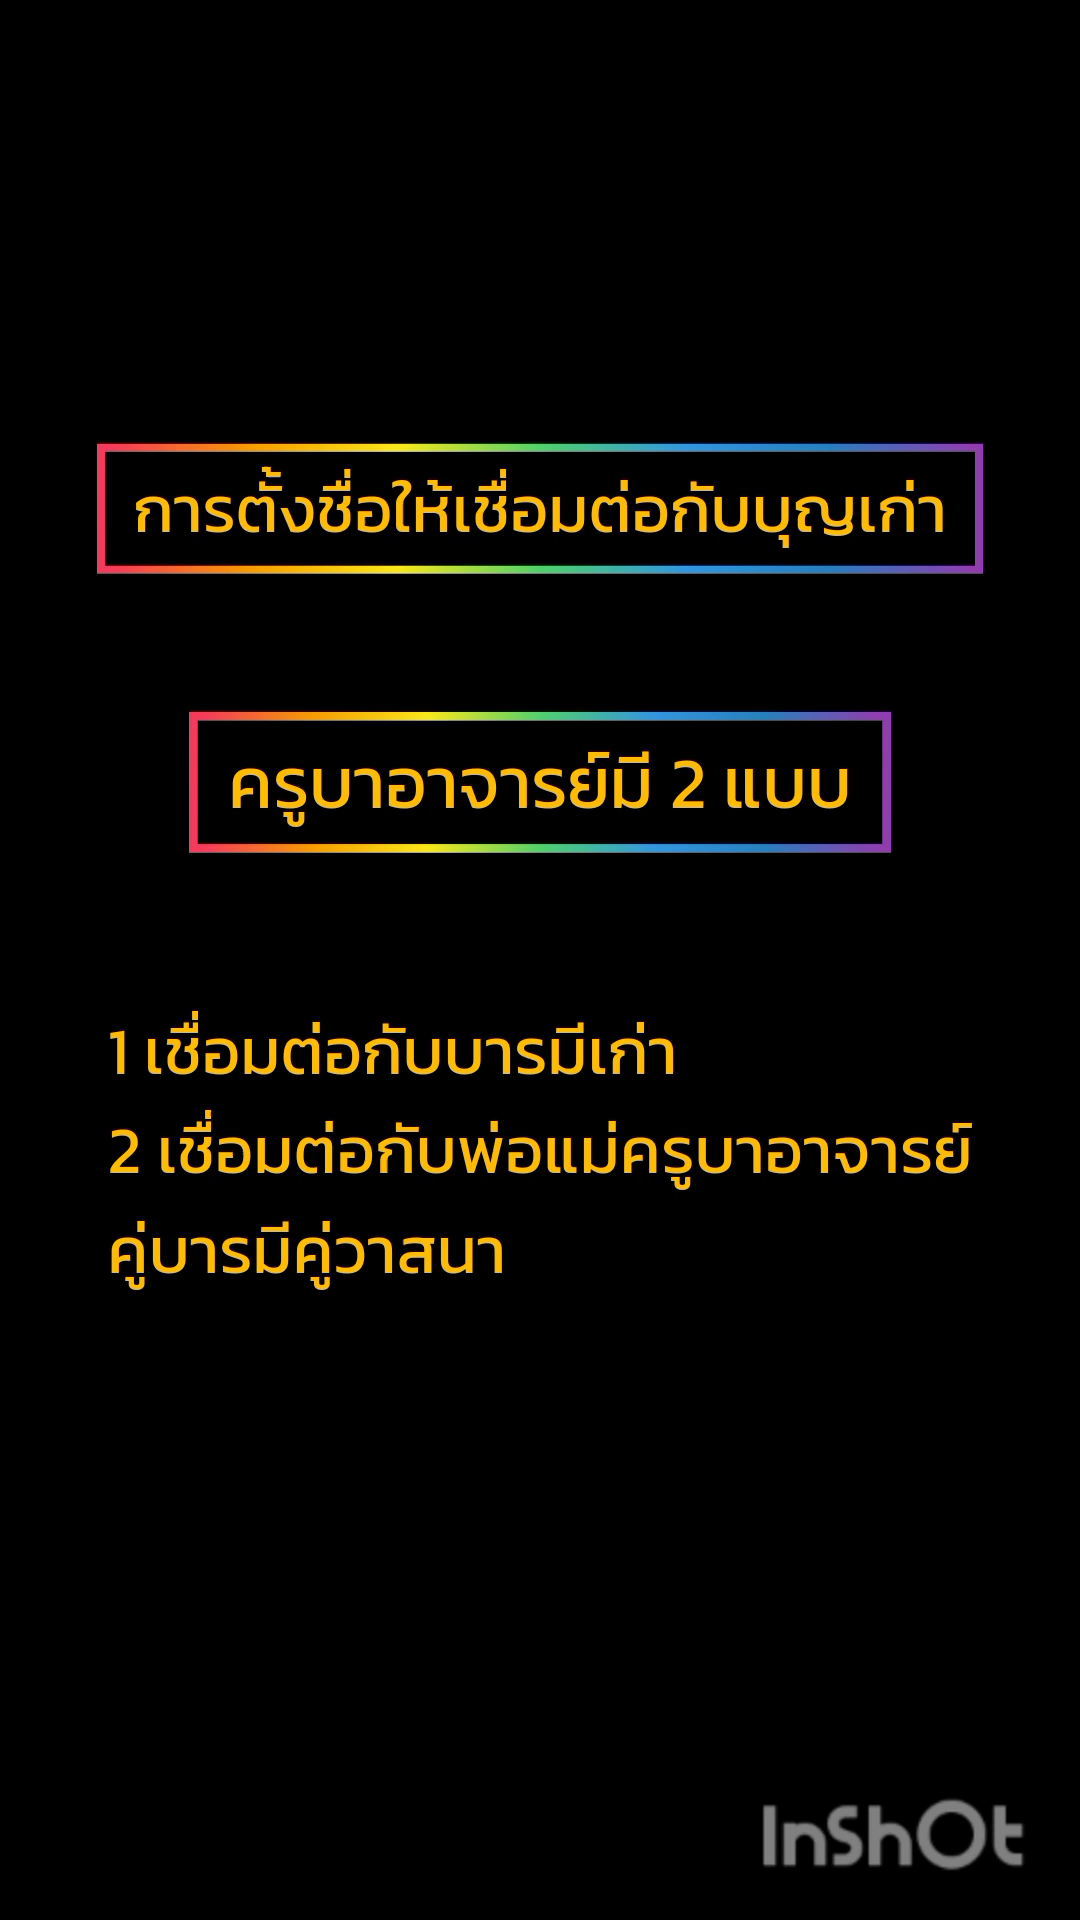 การตั้งชื่อให้เชื่อมต่อกับบุญเก่า
ครูบาอาจารย์มี 2 แบบ
1 เชื่อมต่อกับบารมีเก่า
2 เชื่อมต่อกับพ่อแม่ครูบาอาจารย์
คู่บารมีคู่วาสนา
InShOt